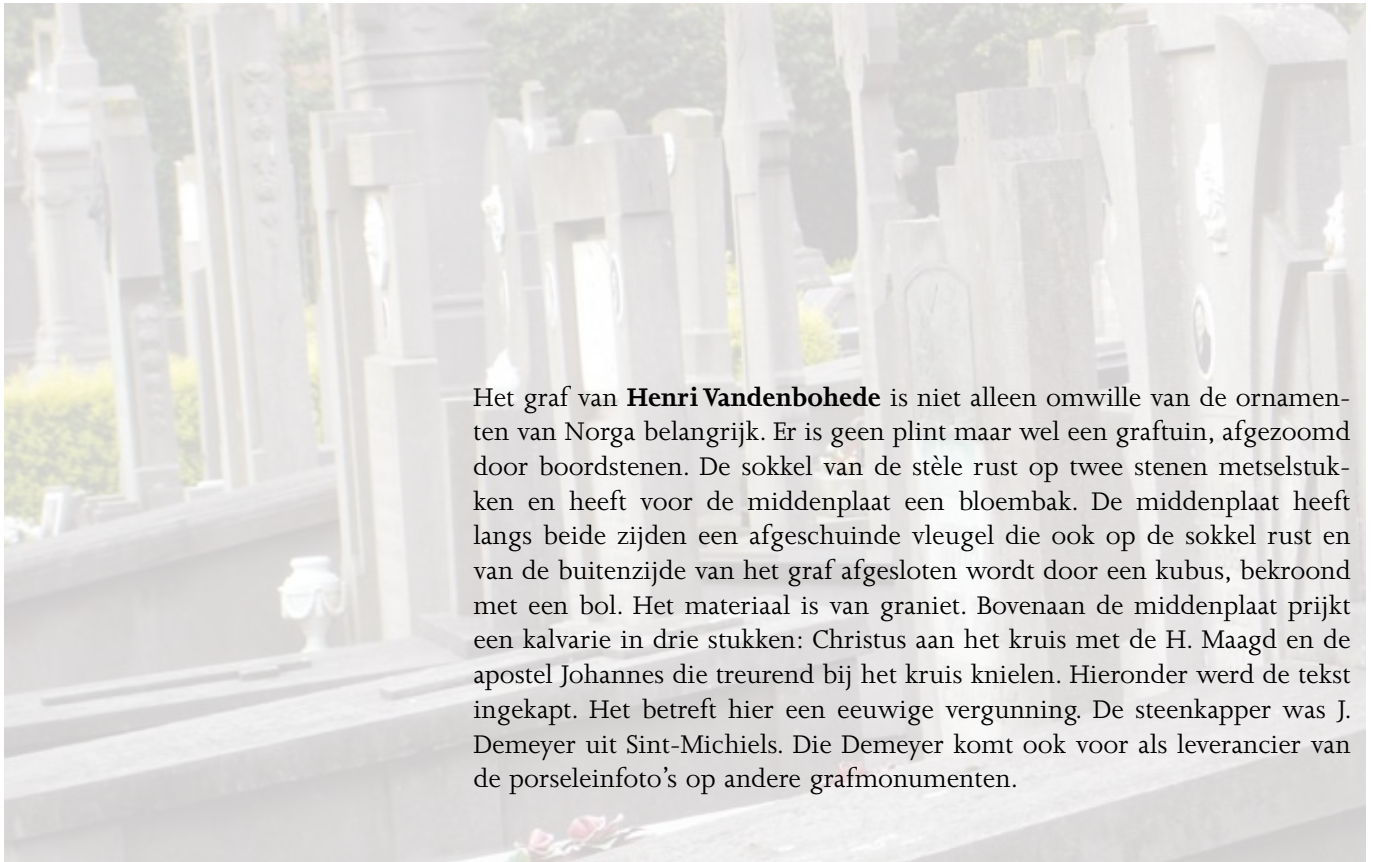 Het graf van Henri Vandenbohede is niet alleen omwille van de ornamen-
ten van Norga belangrijk. Er is geen plint maar wel een graftuin, afgezoomd
door boordstenen. De sokkel van de stèle rust op twee stenen metselstuk-
ken en heeft voor de middenplaat een bloembak. De middenplaat heeft
langs beide zijden een afgeschuinde vleugel die ook op de sokkel rust en
van de buitenzijde van het graf afgesloten wordt door een kubus, bekroond
met een bol. Het materiaal is van graniet. Bovenaan de middenplaat prijkt
een kalvarie in drie stukken: Christus aan het kruis met de H. Maagd en de
apostel Johannes die treurend bij het kruis knielen. Hieronder werd de tekst
ingekapt. Het betreft hier een eeuwige vergunning. De steenkapper was J.
Demeyer uit Sint-Michiels. Die Demeyer komt ook voor als leverancier van
de porseleinfoto's op andere grafmonumenten.